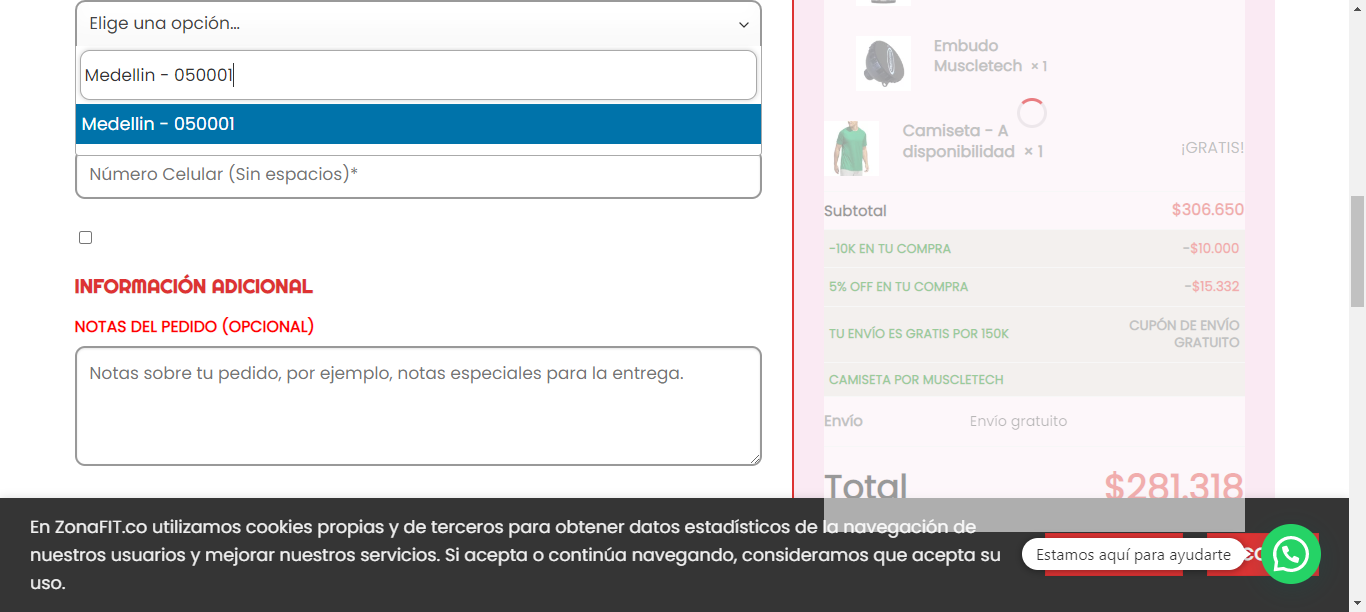 Elige una opción...
Medellin - 050001
Medellin - 050001
Número Celular (Sin espacios)*
INFORMACIÓN ADICIONAL
NOTAS DEL PEDIDO (OPCIONAL)
Notas sobre tu pedido, por ejemplo, notas especiales para la entrega.
Embudo
Muscletech × 1
Camiseta - A
disponibilidad × 1
¡GRATIS!
Subtotal $306.650
-10K EN TU COMPRA -$10.000
5% OFF EN TU COMPRA -$15.332
TU ENVÍO ES GRATIS POR 150K
CUPÓN DE ENVÍO
GRATUITO
CAMISETA POR MUSCLETECH
Envío Envío gratuito
Total $281.318
En ZonaFIT.co utilizamos cookies propias y de terceros para obtener datos estadísticos de la navegación de
nuestros usuarios y mejorar nuestros servicios. Si acepta o continúa navegando, consideramos que acepta su
uso.
Estamos aquí para ayudarte